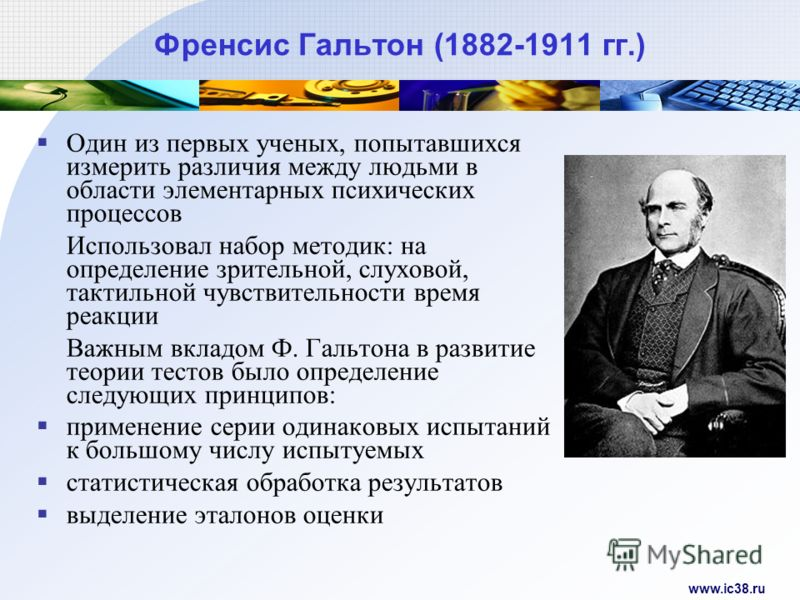 Френсис Гальтон (1882-1911 гг.)
Один из первых ученых, попытавшихся
измерить различия между людьми в
области элементарных психических
процессов
Использовал набор методик: на
определение зрительной, слуховой,
тактильной чувствительности время
реакции
Важным вкладом Ф. Гальтона в развитие
теории тестов было определение
следующих принципов:
применение серии одинаковых испытаний
к большому числу испытуемых
статистическая обработка результатов
выделение эталонов оценки
MyShared
www.ic38.ru